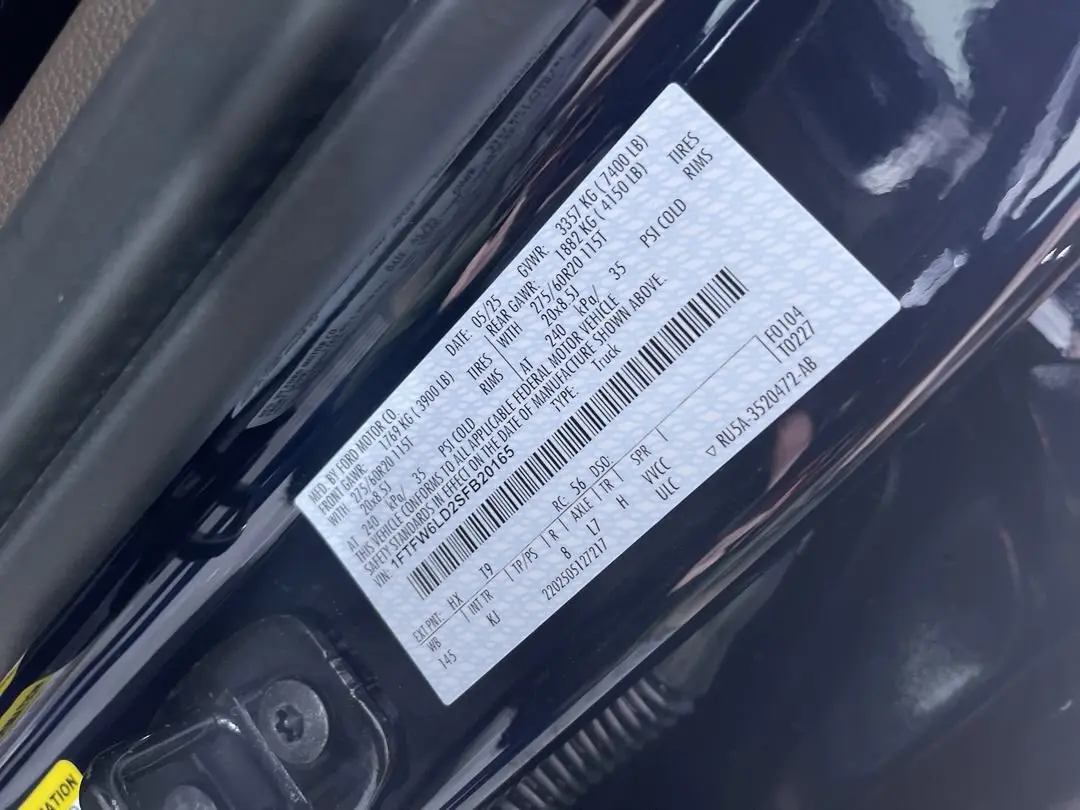 MFD. BY FORD MOTOR CO. DATE: 05/25 GVWR: 3357 KG ( 7400 LB)
FRONT GAWR: 1769 KG ( 3900 LB) REAR GAWR: 1882 KG ( 4150 LB)
WITH 275/60R20 115T TIRES WITH 275/60R20 115T TIRES
20x8.5J RIMS 20x8.5J RIMS
AT 240 kPa/ 35 PSI COLD AT 240 kPa/ 35 PSI COLD
THIS VEHICLE CONFORMS TO ALL APPLICABLE FEDERAL MOTOR VEHICLE
SAFETY STANDARDS IN EFFECT ON THE DATE OF MANUFACTURE SHOWN ABOVE.
VIN: 1FTFW6LD2SFB20165 TYPE: Truck
F0104
T0227
EXT PNT: HX T9 RC: 56 DSO:
WB INT TR TP/PS R AXLE TR SPR
145 KJ 8 L7 H VVCC
ULC
2202505127217
▽ RU5A-3520472-AB
ATION